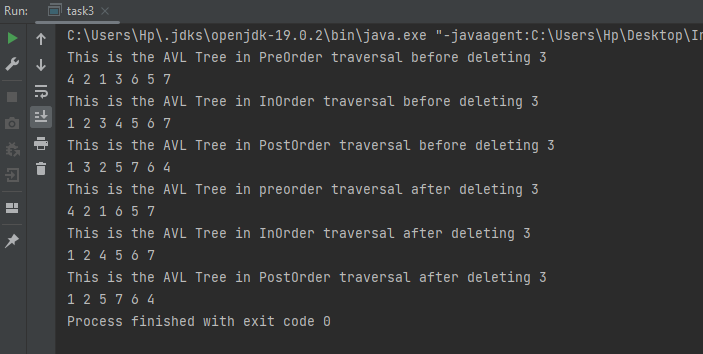 Run: task3
C:\Users\Hp\.jdks\openjdk-19.0.2\bin\java.exe "-javaagent:C:\Users\Hp\Desktop\In
This is the AVL Tree in PreOrder traversal before deleting 3
4 2 1 3 6 5 7
This is the AVL Tree in InOrder traversal before deleting 3
1 2 3 4 5 6 7
This is the AVL Tree in PostOrder traversal before deleting 3
1 3 2 5 7 6 4
This is the AVL Tree in preorder traversal after deleting 3
4 2 1 6 5 7
This is the AVL Tree in InOrder traversal after deleting 3
1 2 4 5 6 7
This is the AVL Tree in PostOrder traversal after deleting 3
1 2 5 7 6 4
Process finished with exit code 0